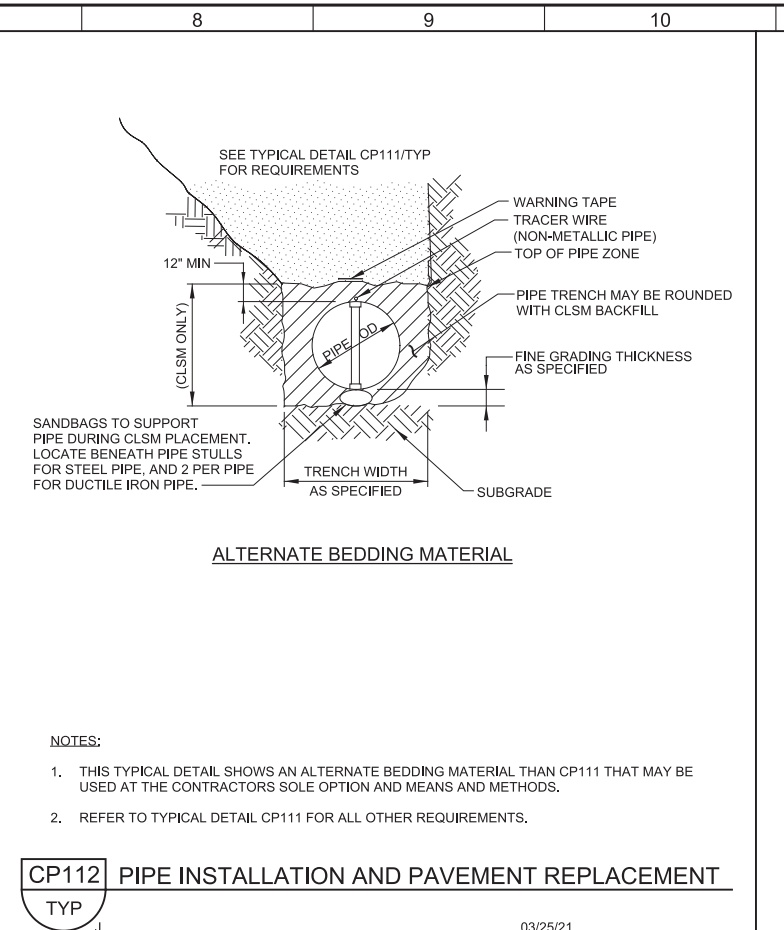 8
9
10
SEE TYPICAL DETAIL CP111/TYP
FOR REQUIREMENTS
WARNING TAPE
TRACER WIRE
(NON-METALLIC PIPE)
TOP OF PIPE ZONE
12" MIN
PIPE TRENCH MAY BE ROUNDED
WITH CLSM BACKFILL
(CLSM ONLY)
PIPE OD
FINE GRADING THICKNESS
AS SPECIFIED
SANDBAGS TO SUPPORT
PIPE DURING CLSM PLACEMENT.
LOCATE BENEATH PIPE STULLS
FOR STEEL PIPE, AND 2 PER PIPE
FOR DUCTILE IRON PIPE.
TRENCH WIDTH
AS SPECIFIED
SUBGRADE
ALTERNATE BEDDING MATERIAL
NOTES:
1. THIS TYPICAL DETAIL SHOWS AN ALTERNATE BEDDING MATERIAL THAN CP111 THAT MAY BE
USED AT THE CONTRACTORS SOLE OPTION AND MEANS AND METHODS.
2. REFER TO TYPICAL DETAIL CP111 FOR ALL OTHER REQUIREMENTS.
CP112 PIPE INSTALLATION AND PAVEMENT REPLACEMENT
TYP
03/25/21